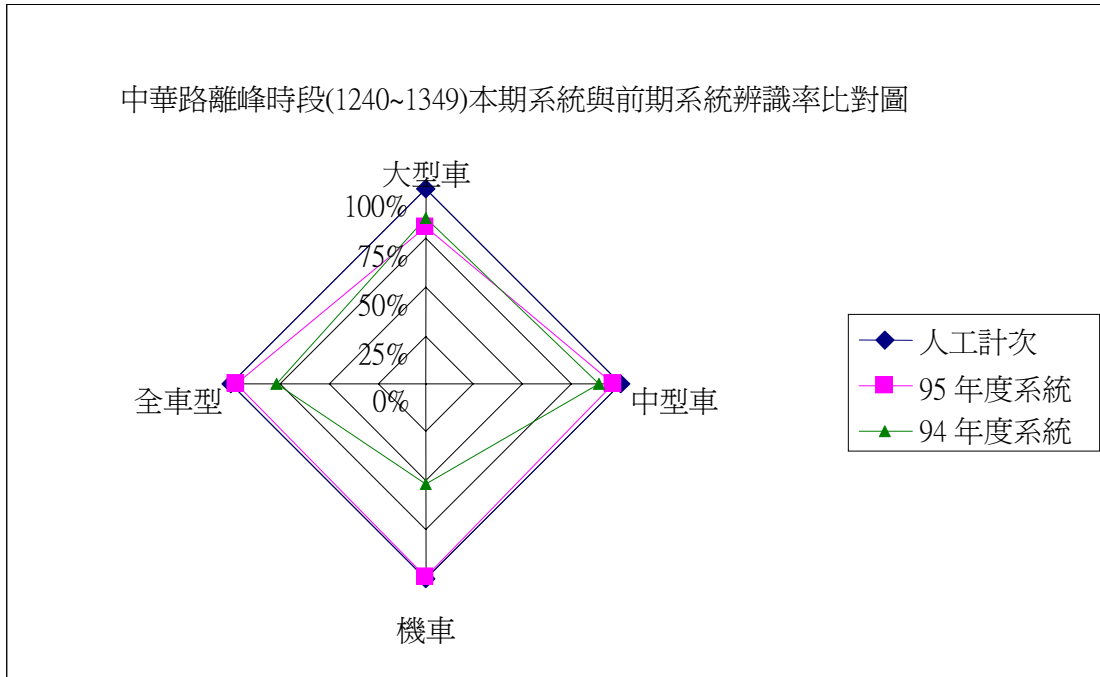 中華路離峰時段(1240~1349)本期系統與前期系統辨識率比對圖
大型車
100%
75%
50%
25%
0%
全車型
中型車
機車
人工計次
95 年度系統
94 年度系統